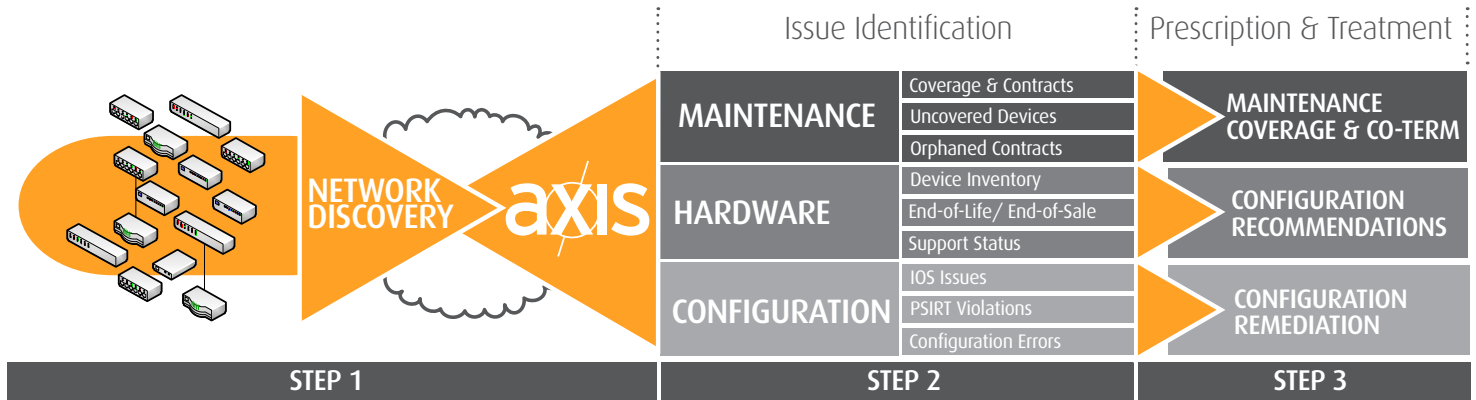 Issue Identification
Prescription & Treatment
NETWORK
DISCOVERY
axis
MAINTENANCE
Coverage & Contracts
Uncovered Devices
Orphaned Contracts
MAINTENANCE
COVERAGE & CO-TERM
HARDWARE
Device Inventory
End-of-Life/ End-of-Sale
Support Status
CONFIGURATION
RECOMMENDATIONS
CONFIGURATION
IOS Issues
PSIRT Violations
Configuration Errors
CONFIGURATION
REMEDIATION
STEP 1
STEP 2
STEP 3